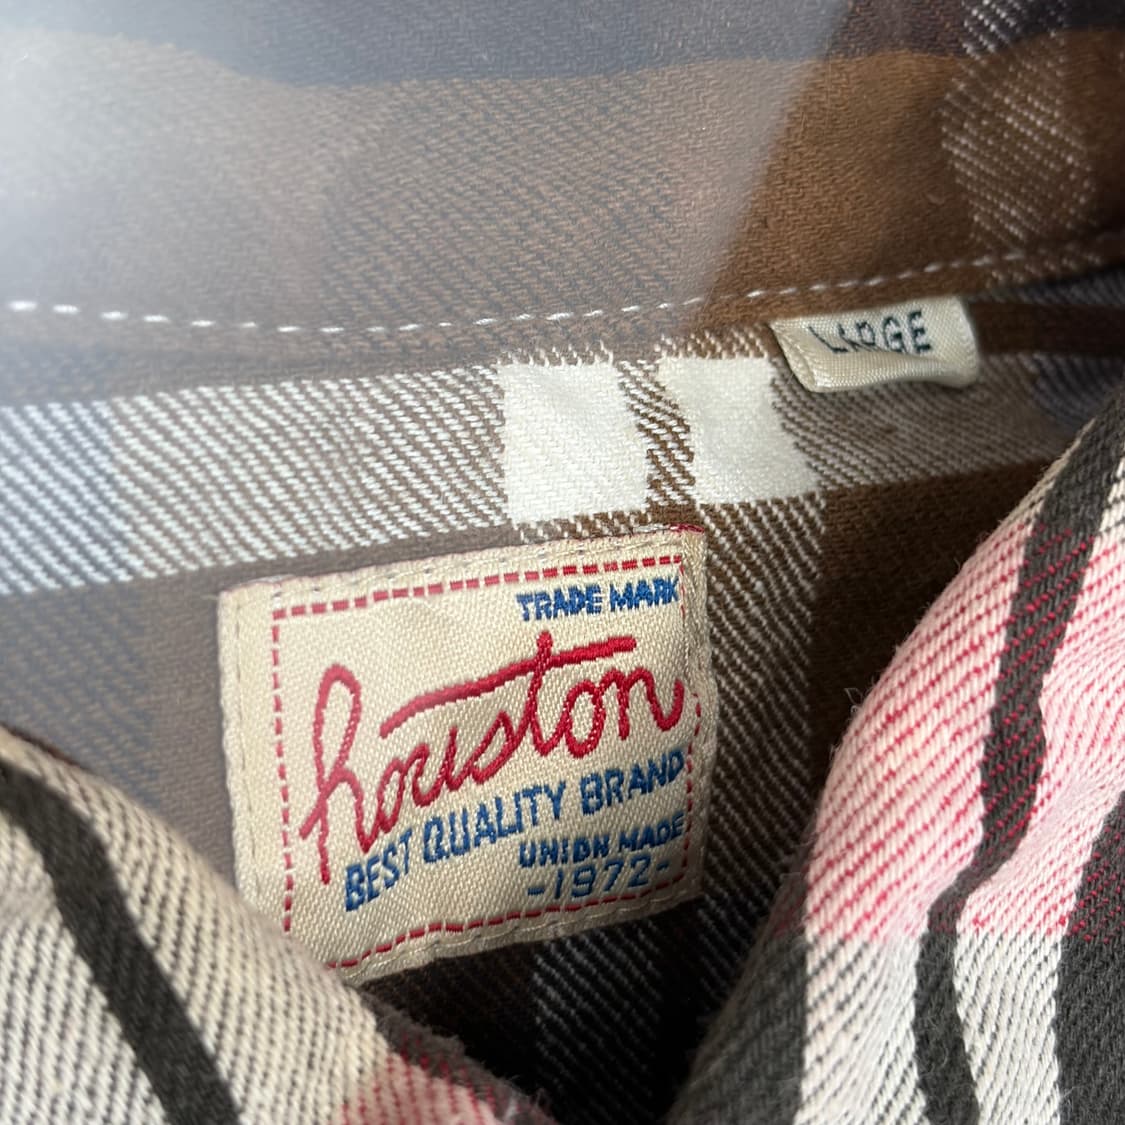 LARGE
TRADE MARK
houston
BEST QUALITY BRAND
UNION MADE
-1972-